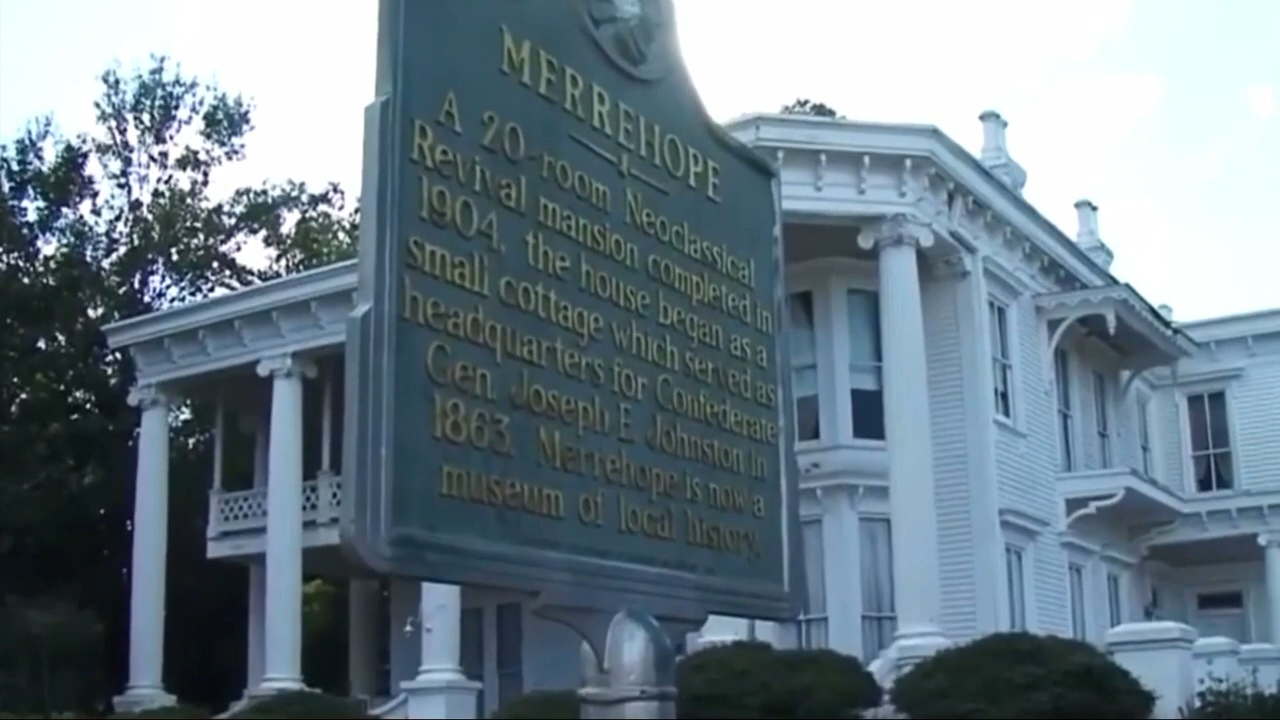 MERREHOPE
A 20-room Neoclassical
Revival mansion completed in
1904, the house began as a
small cottage which served as
headquarters for Confederate
Gen. Joseph E. Johnston in
1863. Merrehope is now a
museum of local history.